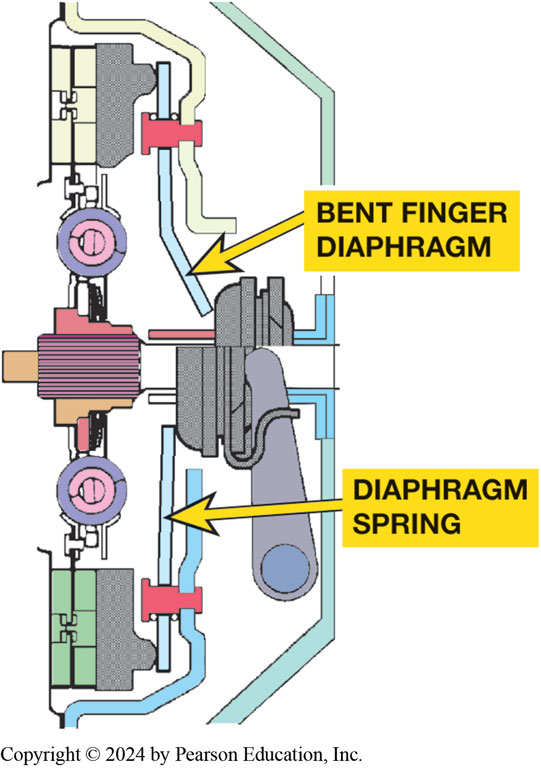 BENT FINGER
DIAPHRAGM
DIAPHRAGM
SPRING
Copyright © 2024 by Pearson Education, Inc.